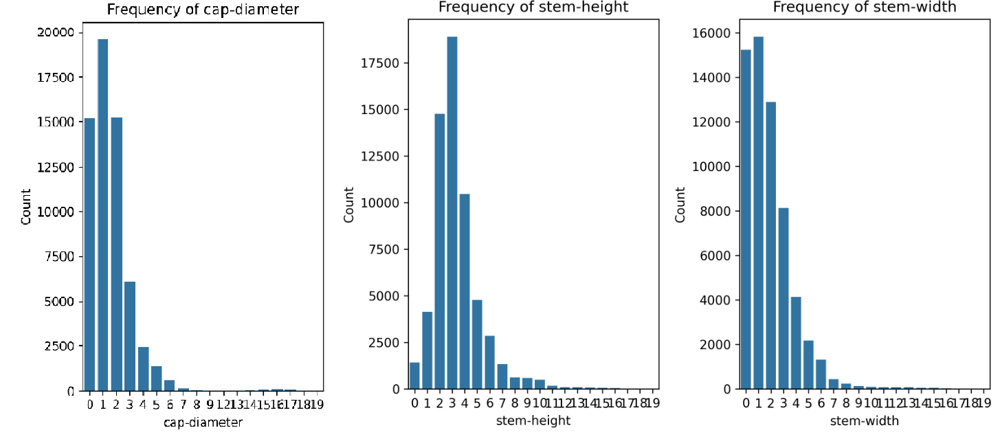 Frequency of cap-diameter
20000
17500
15000
12500
10000
7500
5000
2500
0
Count
0 1 2 3 4 5 6 7 8 9 12 13 14 15 16 17 18 19
cap-diameter
Frequency of stem-height
17500
15000
12500
10000
7500
5000
2500
0
Count
0 1 2 3 4 5 6 7 8 9 10 11 12 13 14 15 16 17 18 19
stem-height
Frequency of stem-width
16000
14000
12000
10000
8000
6000
4000
2000
0
Count
0 1 2 3 4 5 6 7 8 9 10 11 12 13 14 15 16 17 18 19
stem-width